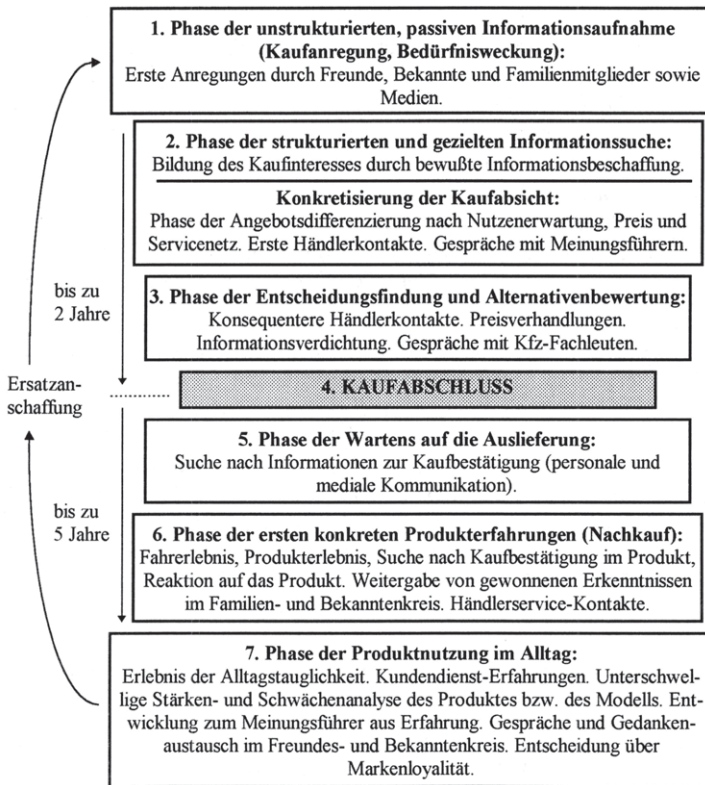 1. Phase der unstrukturierten, passiven Informationsaufnahme
(Kaufanregung, Bedürfnisweckung):
Erste Anregungen durch Freunde, Bekannte und Familienmitglieder sowie
Medien.
2. Phase der strukturierten und gezielten Informationssuche:
Bildung des Kaufinteresses durch bewußte Informationsbeschaffung.
Konkretisierung der Kaufabsicht:
Phase der Angebotsdifferenzierung nach Nutzenerwartung, Preis und
Servicenetz. Erste Händlerkontakte. Gespräche mit Meinungsführern.
bis zu
2 Jahre
3. Phase der Entscheidungsfindung und Alternativenbewertung:
Konsequentere Händlerkontakte. Preisverhandlungen.
Informationsverdichtung. Gespräche mit Kfz-Fachleuten.
Ersatzan-
schaffung
4. KAUFABSCHLUSS
5. Phase der Wartens auf die Auslieferung:
Suche nach Informationen zur Kaufbestätigung (personale und
mediale Kommunikation).
bis zu
5 Jahre
6. Phase der ersten konkreten Produkterfahrungen (Nachkauf):
Fahrerlebnis, Produkterlebnis, Suche nach Kaufbestätigung im Produkt,
Reaktion auf das Produkt. Weitergabe von gewonnenen Erkenntnissen
im Familien- und Bekanntenkreis. Händlerservice-Kontakte.
7. Phase der Produktnutzung im Alltag:
Erlebnis der Alltagstauglichkeit. Kundendienst-Erfahrungen. Unterschwel-
lige Stärken- und Schwächenanalyse des Produktes bzw. des Modells. Ent-
wicklung zum Meinungsführer aus Erfahrung. Gespräche und Gedanken-
austausch im Freundes- und Bekanntenkreis. Entscheidung über
Markenloyalität.